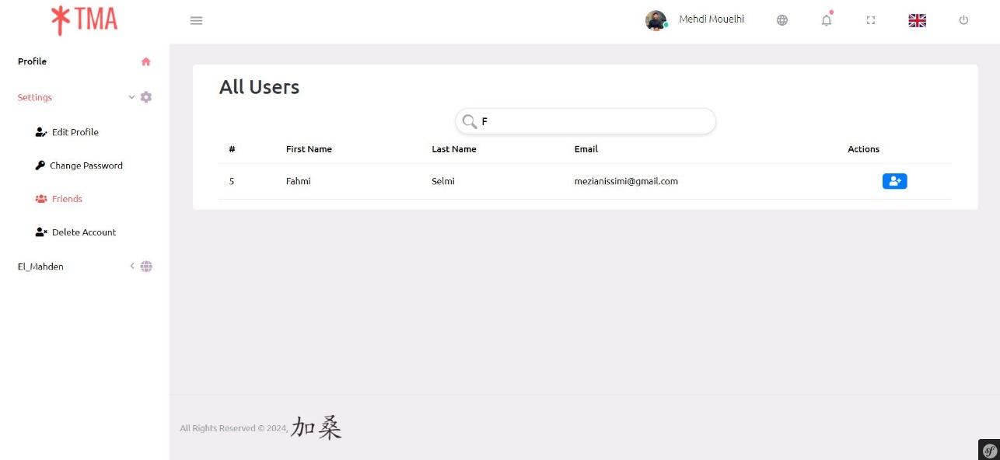 TMA
Mehdi Mouelhi
Profile
Settings
Edit Profile
Change Password
Friends
Delete Account
El_Mahden
All Users
F
# First Name Last Name Email Actions
5 Fahmi Selmi mezianissimi@gmail.com
All Rights Reserved © 2024, 加桑
sf